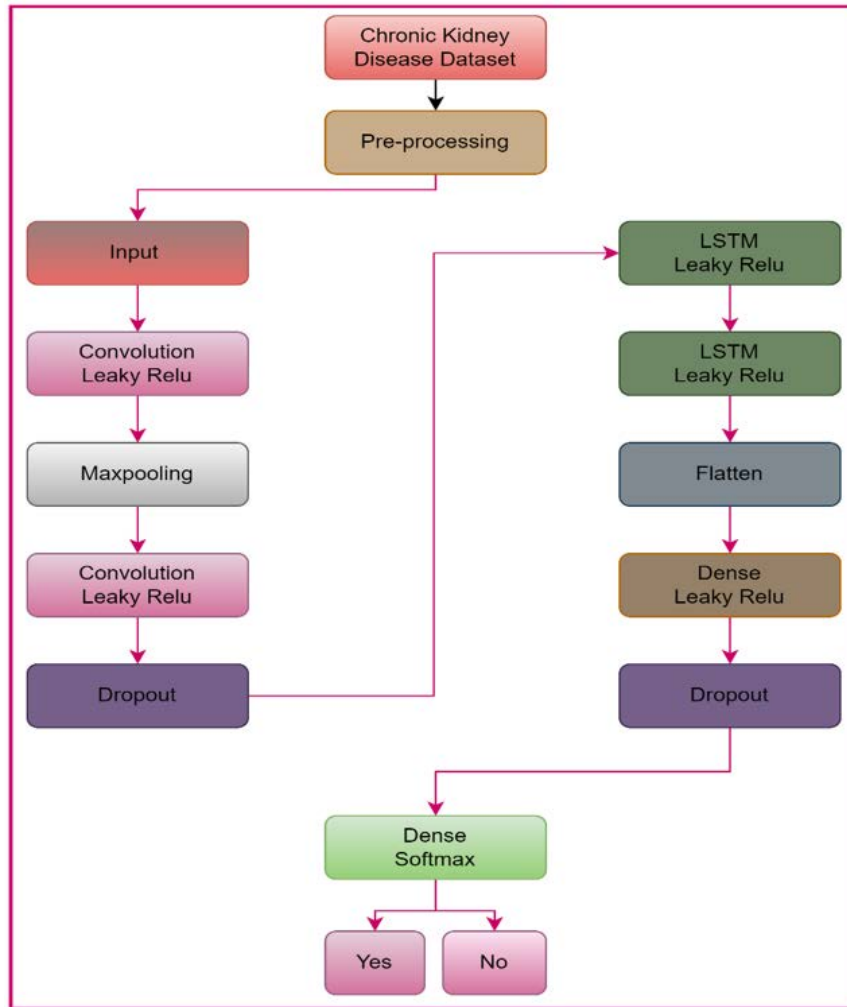 Chronic Kidney
Disease Dataset
Pre-processing
Input
Convolution
Leaky Relu
Maxpooling
Convolution
Leaky Relu
Dropout
LSTM
Leaky Relu
LSTM
Leaky Relu
Flatten
Dense
Leaky Relu
Dropout
Dense
Softmax
Yes
No